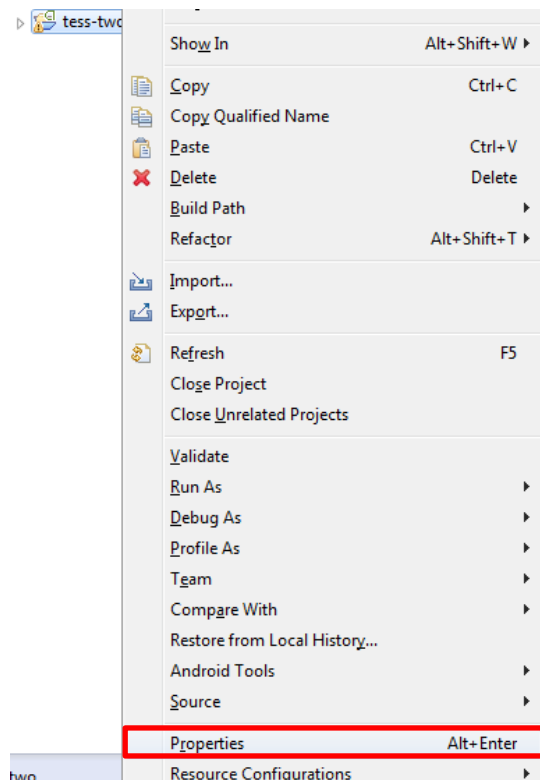 tess-two
Show In Alt+Shift+W
Copy Ctrl+C
Copy Qualified Name
Paste Ctrl+V
Delete Delete
Build Path
Refactor Alt+Shift+T
Import...
Export...
Refresh F5
Close Project
Close Unrelated Projects
Validate
Run As
Debug As
Profile As
Team
Compare With
Restore from Local History...
Android Tools
Source
Properties Alt+Enter
two Resource Configurations